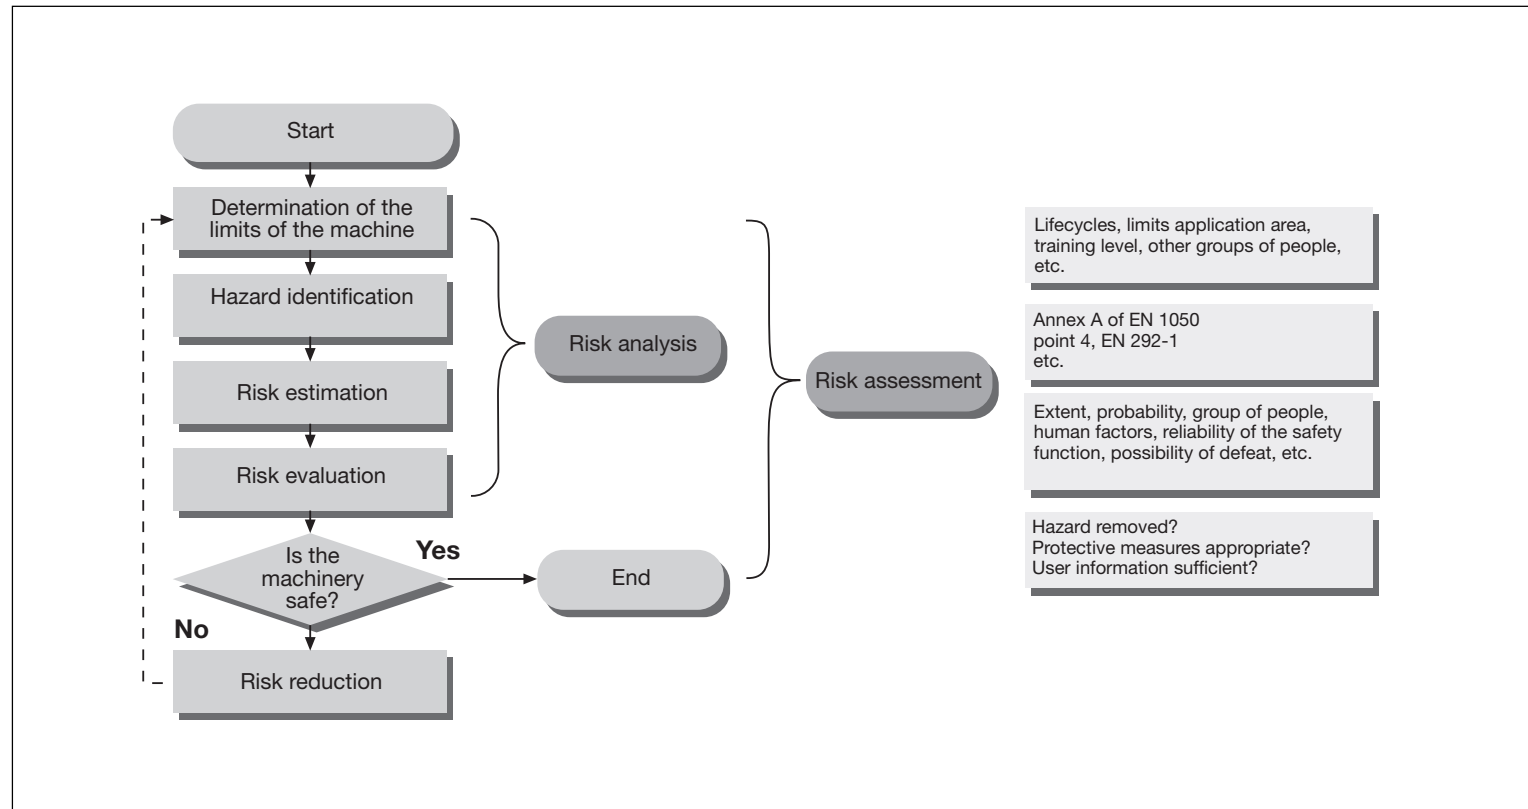 Start
Determination of the
limits of the machine
Hazard identification
Risk estimation
Risk evaluation
Is the
machinery
safe?
Yes
No
Risk reduction
End
Risk analysis
Risk assessment
Lifecycles, limits application area,
training level, other groups of people,
etc.
Annex A of EN 1050
point 4, EN 292-1
etc.
Extent, probability, group of people,
human factors, reliability of the safety
function, possibility of defeat, etc.
Hazard removed?
Protective measures appropriate?
User information sufficient?